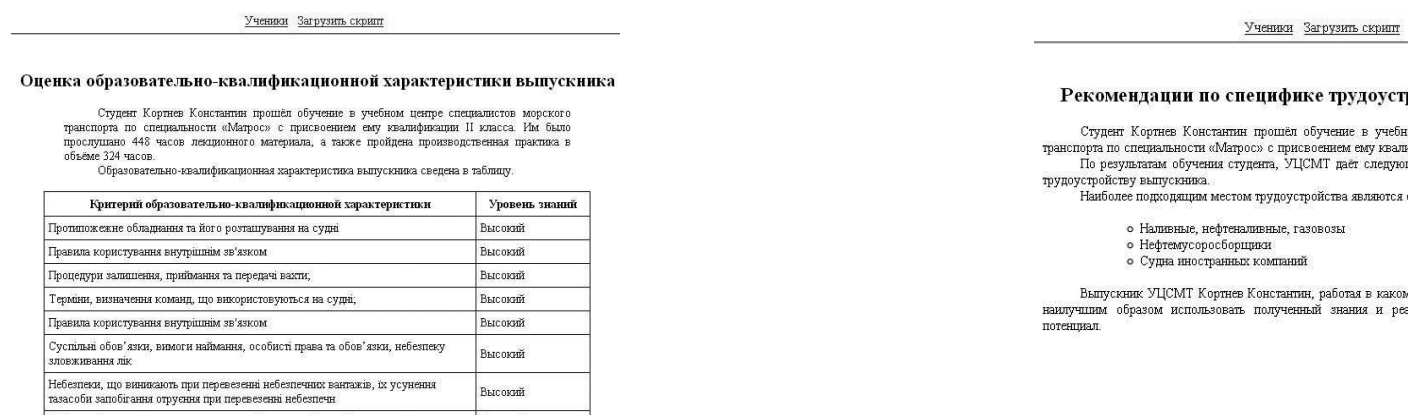 Ученики Загрузить скрипт
Оценка образовательно-квалификационной характеристики выпускника
Студент Кортнев Константин прошёл обучение в учебном центре специалистов морского
транспорта по специальности «Матрос» с присвоением ему квалификации II класса. Им было
прослушано 448 часов лекционного материала, а также пройдена производственная практика в
объёме 324 часов.
Образовательно-квалификационная характеристика выпускника сведена в таблицу.
Критерий образовательно-квалификационной характеристики Уровень знаний
Протипожежне обладнання та його розташування на судні Высокий
Правила користування внутрішнім зв'язком Высокий
Процедури залишення, приймання та передачі вахти; Высокий
Терміни, визначення команд, що використовуються на судні; Высокий
Правила користування внутрішнім зв'язком Высокий
Суспільні обов'язки, вимоги наймання, особисті права та обов'язки, небезпеку
зловживання лік Высокий
Небезпеки, що виникають при перевезенні небезпечних вантажів, їх усунення
тазасоби запобігання отруєння при перевезенні небезпечн Высокий
Ученики Загрузить скрипт
Рекомендации по специфике
Студент Кортнев Константин прошёл обучение в
транспорта по специальности «Матрос» с присвоением ему
По результатам обучения студента, УЦСМТ даёт
трудоустройству выпускника.
Наиболее подходящим местом трудоустройства являются
Наливные, нефтеналивные, газовозы
Нефтемусоросборщики
Судна иностранных компаний
Выпускник УЦСМТ Кортнев Константин, работая в
наилучшим образом использовать полученный знания и
потенциал.